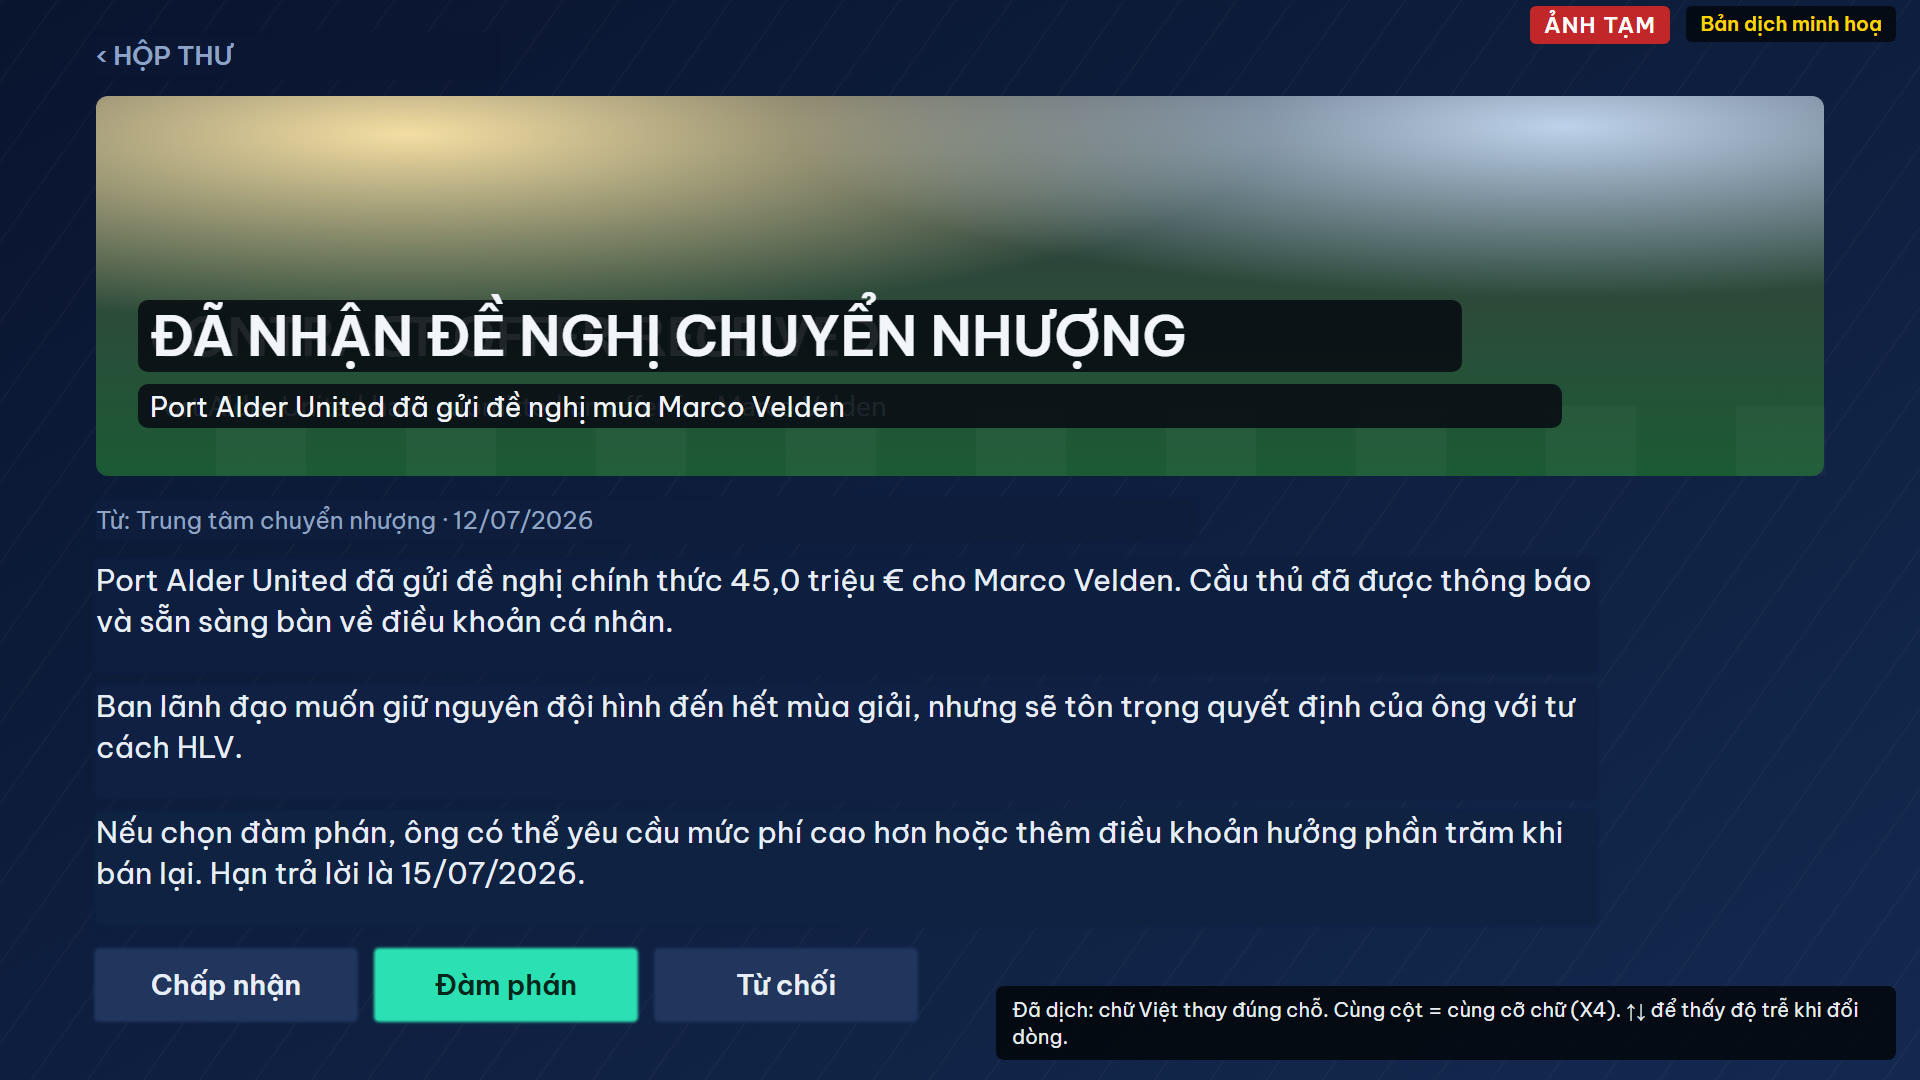 ẢNH TẠM
Bản dịch minh hoạ
‹ HỘP THƯ
ĐÃ NHẬN ĐỀ NGHỊ CHUYỂN NHƯỢNG
Port Alder United đã gửi đề nghị mua Marco Velden
Từ: Trung tâm chuyển nhượng · 12/07/2026
Port Alder United đã gửi đề nghị chính thức 45,0 triệu € cho Marco Velden. Cầu thủ đã được thông báo
và sẵn sàng bàn về điều khoản cá nhân.
Ban lãnh đạo muốn giữ nguyên đội hình đến hết mùa giải, nhưng sẽ tôn trọng quyết định của ông với tư
cách HLV.
Nếu chọn đàm phán, ông có thể yêu cầu mức phí cao hơn hoặc thêm điều khoản hưởng phần trăm khi
bán lại. Hạn trả lời là 15/07/2026.
Chấp nhận
Đàm phán
Từ chối
Đã dịch: chữ Việt thay đúng chỗ. Cùng cột = cùng cỡ chữ (X4). ↑↓ để thấy độ trễ khi đổi
dòng.